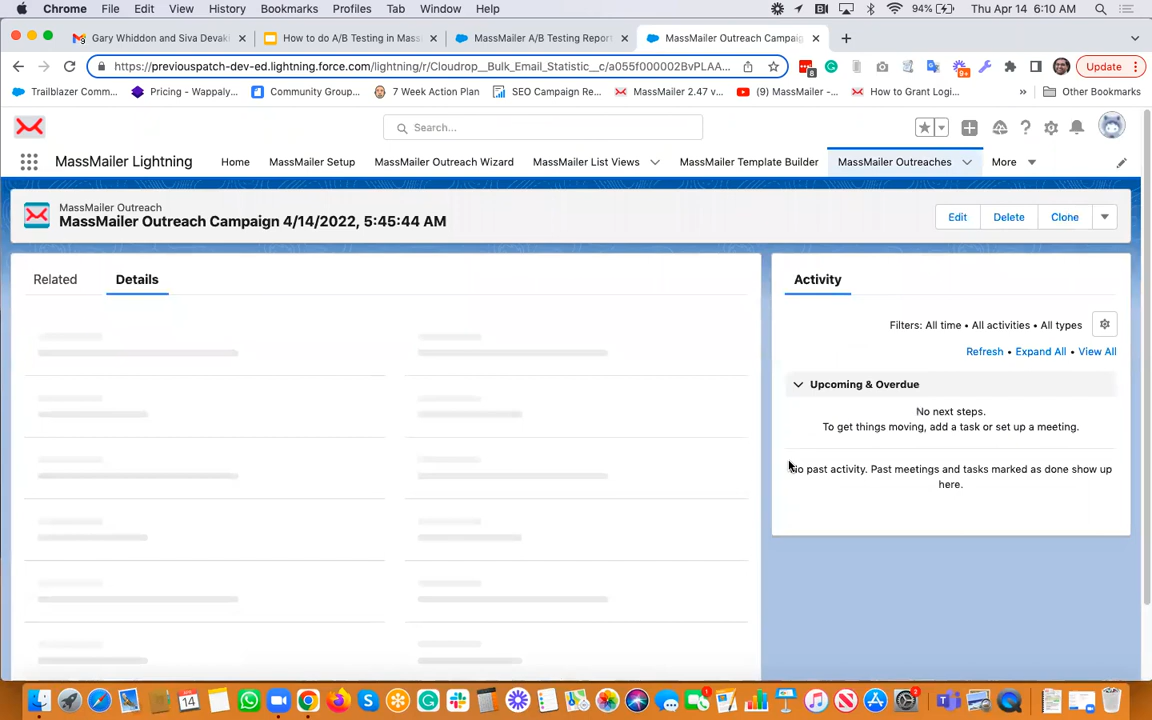 Chrome File Edit View History Bookmarks Profiles Tab Window Help 94% Thu Apr 14 6:10 AM
Gary Whiddon and Siva Devaki How to do A/B Testing in Mass MassMailer A/B Testing Report MassMailer Outreach Campaig
https://previouspatch-dev-ed.lightning.force.com/lightning/r/Cloudrop__Bulk_Email_Statistic__c/a055f000002BvPLAA... 8 9+ Update
Trailblazer Comm... Pricing - Wappaly... Community Group... 7 Week Action Plan SEO Campaign Re... MassMailer 2.47 v... (9) MassMailer -... How to Grant Logi... » Other Bookmarks
Search...
MassMailer Lightning Home MassMailer Setup MassMailer Outreach Wizard MassMailer List Views MassMailer Template Builder MassMailer Outreaches More
MassMailer Outreach
MassMailer Outreach Campaign 4/14/2022, 5:45:44 AM
Edit Delete Clone
Related Details Activity
Filters: All time • All activities • All types
Refresh • Expand All • View All
Upcoming & Overdue
No next steps.
To get things moving, add a task or set up a meeting.
No past activity. Past meetings and tasks marked as done show up
here.
14 1 2